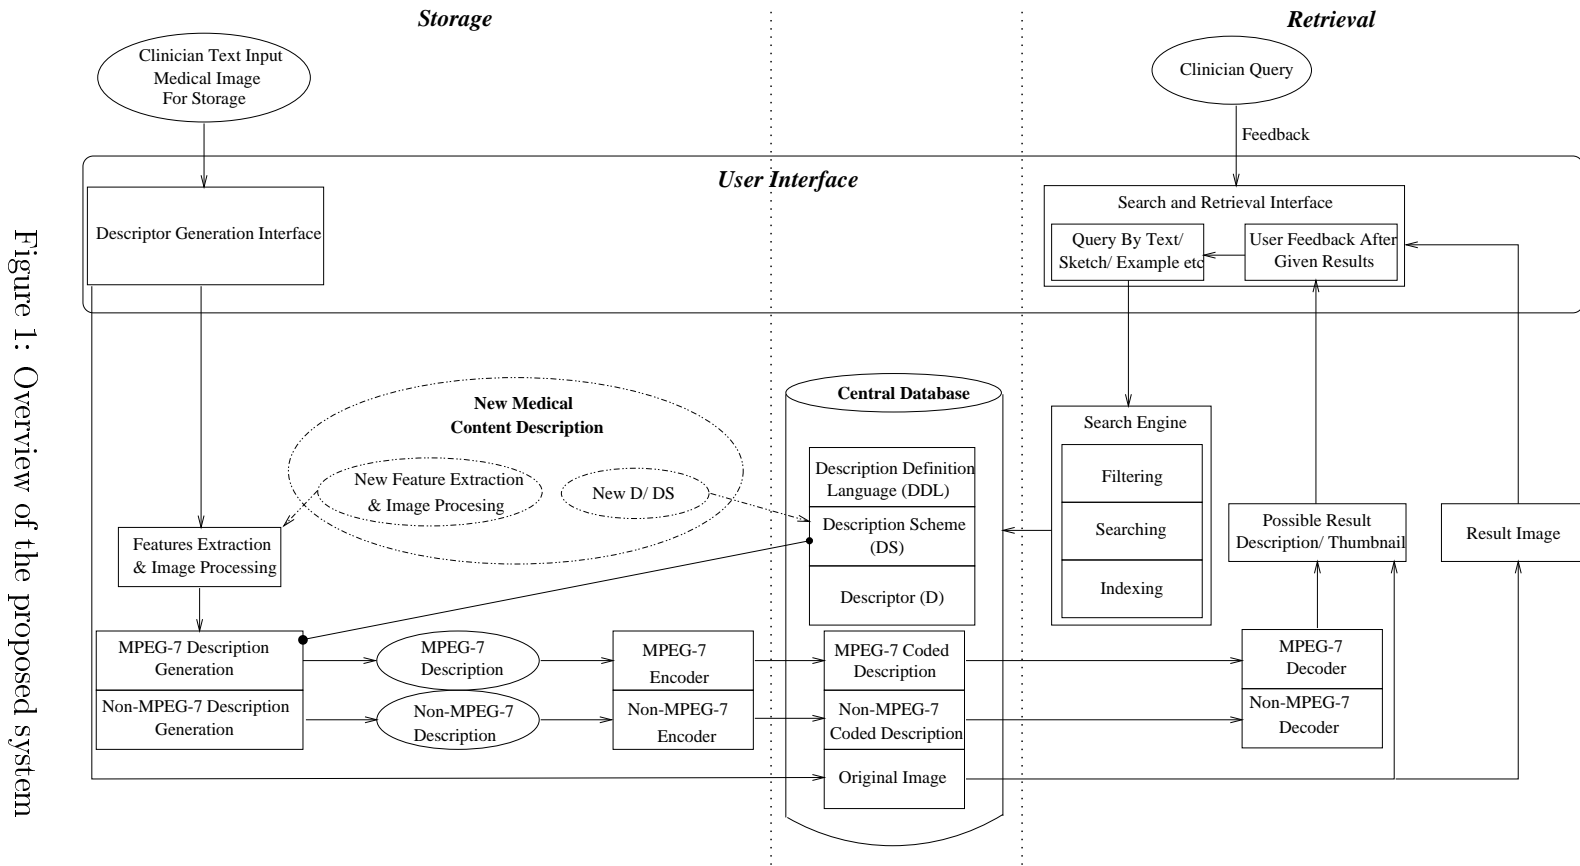 Storage
Retrieval
Clinician Text Input
Medical Image
For Storage
Clinician Query
Feedback
User Interface
Descriptor Generation Interface
Search and Retrieval Interface
Query By Text/
Sketch/ Example etc
User Feedback After
Given Results
New Medical
Content Description
New Feature Extraction
& Image Procesing
New D/ DS
Central Database
Description Definition
Language (DDL)
Description Scheme
(DS)
Descriptor (D)
Search Engine
Filtering
Searching
Indexing
Possible Result
Description/ Thumbnail
Result Image
Features Extraction
& Image Processing
MPEG-7 Description
Generation
MPEG-7
Description
MPEG-7
Encoder
MPEG-7 Coded
Description
MPEG-7
Decoder
Non-MPEG-7 Description
Generation
Non-MPEG-7
Description
Non-MPEG-7
Encoder
Non-MPEG-7
Coded Description
Non-MPEG-7
Decoder
Original Image
Figure 1: Overview of the proposed system